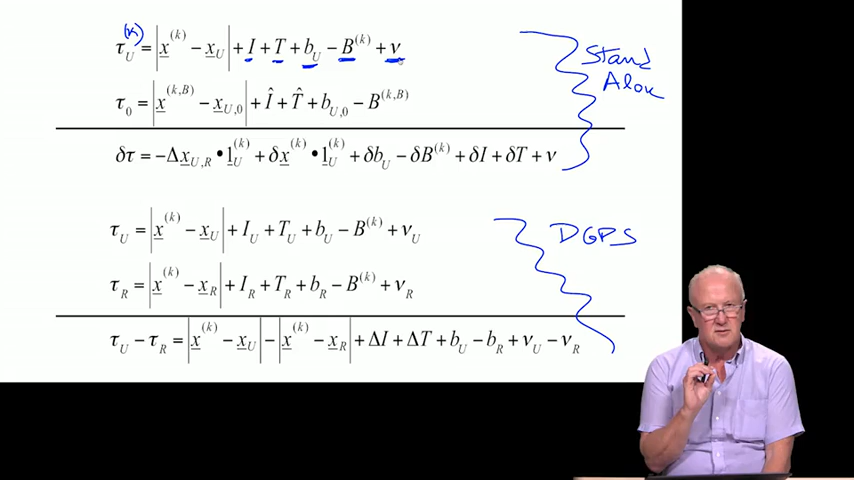 τ_U^(k) = |x^(k) − x_U| + I + T + b_U − B^(k) + ν
Stand Alon
τ_0 = |x^(k,B) − x_U,0| + Î + T̂ + b_U,0 − B^(k,B)
δτ = −Δx_U,R • 1_U^(k) + δx^(k) • 1_U^(k) + δb_U − δB^(k) + δI + δT + ν
τ_U = |x^(k) − x_U| + I_U + T_U + b_U − B^(k) + ν_U
DGPS
τ_R = |x^(k) − x_R| + I_R + T_R + b_R − B^(k) + ν_R
τ_U − τ_R = |x^(k) − x_U| − |x^(k) − x_R| + ΔI + ΔT + b_U − b_R + ν_U − ν_R